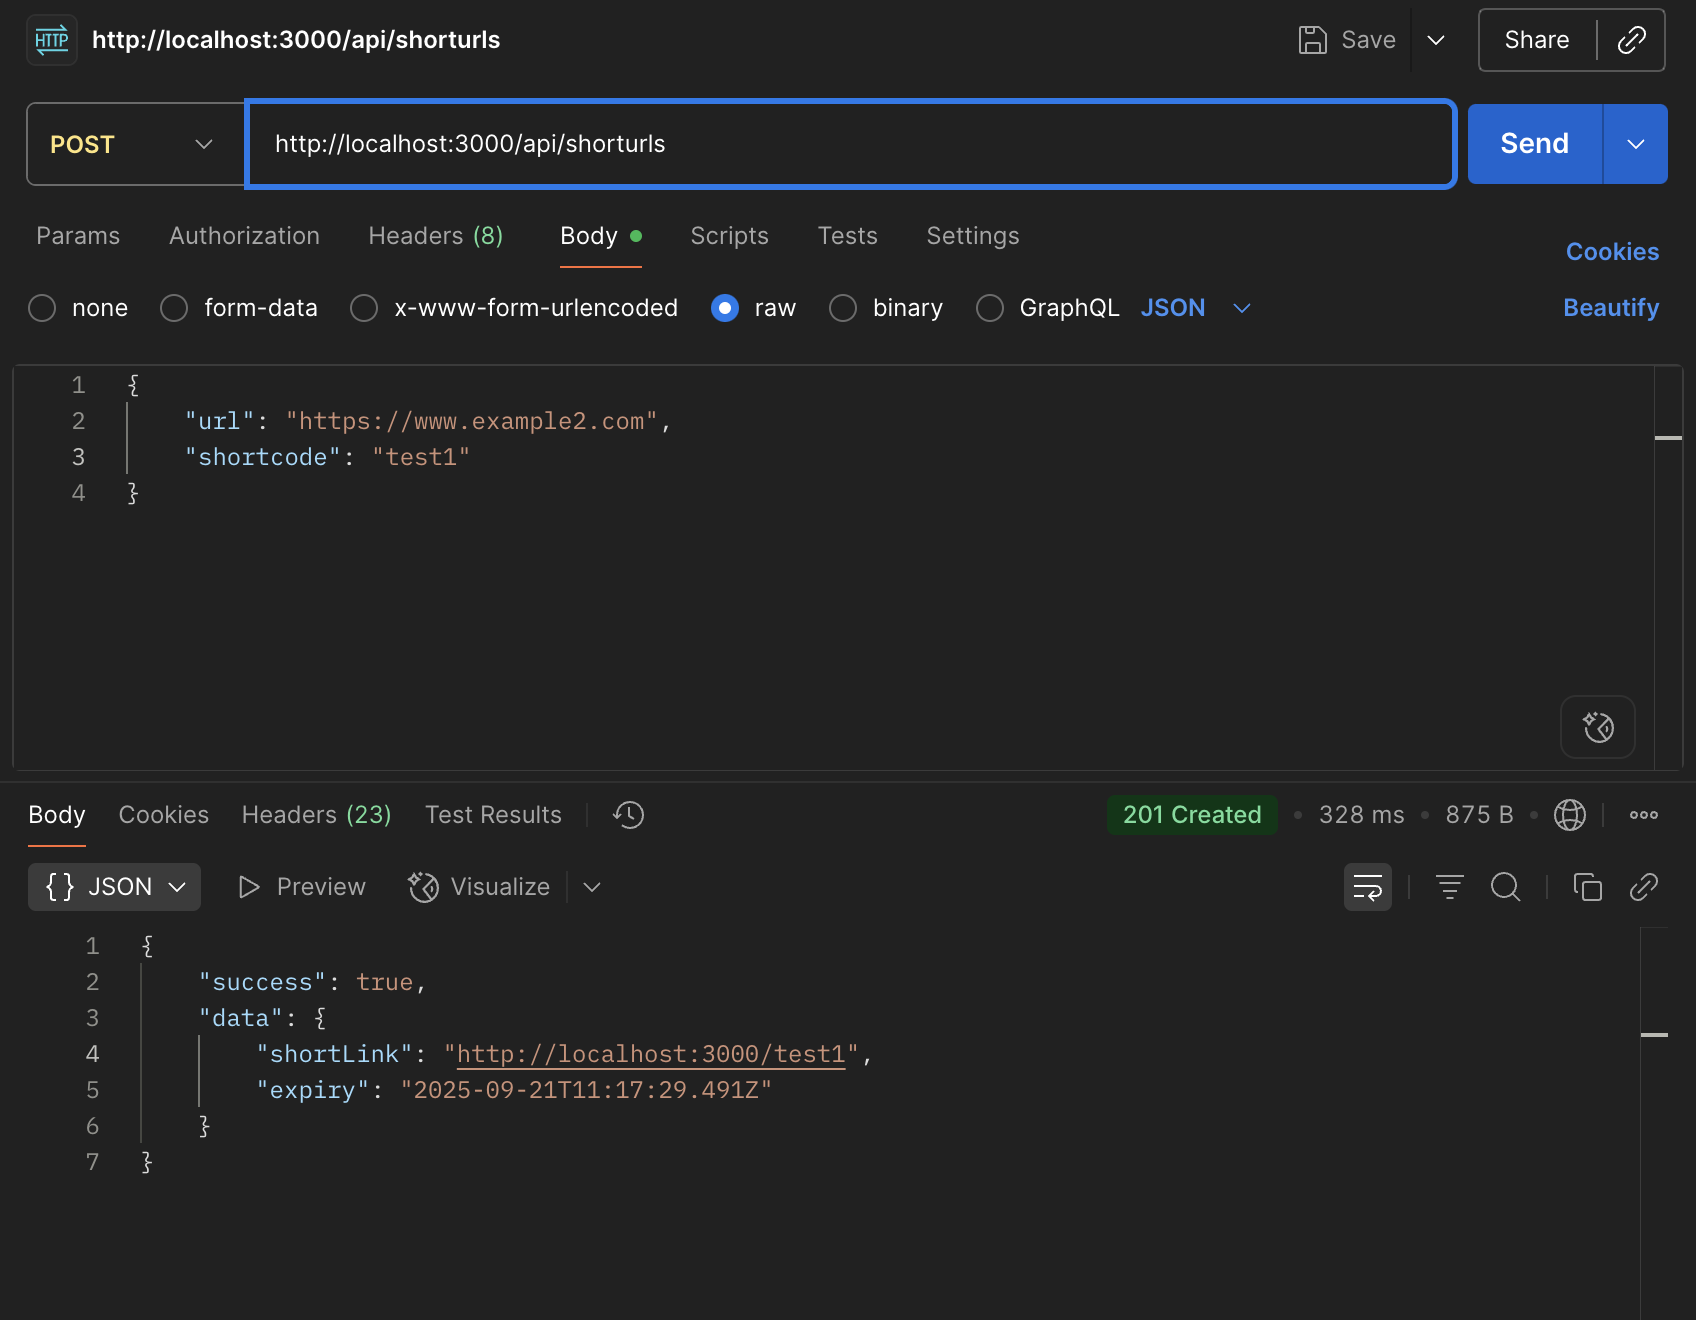 HTTP http://localhost:3000/api/shorturls Save Share
POST http://localhost:3000/api/shorturls Send
Params Authorization Headers (8) Body Scripts Tests Settings Cookies
none form-data x-www-form-urlencoded raw binary GraphQL JSON Beautify
1 {
2 "url": "https://www.example2.com",
3 "shortcode": "test1"
4 }
Body Cookies Headers (23) Test Results 201 Created • 328 ms • 875 B •
{} JSON Preview Visualize
1 {
2 "success": true,
3 "data": {
4 "shortLink": "http://localhost:3000/test1",
5 "expiry": "2025-09-21T11:17:29.491Z"
6 }
7 }